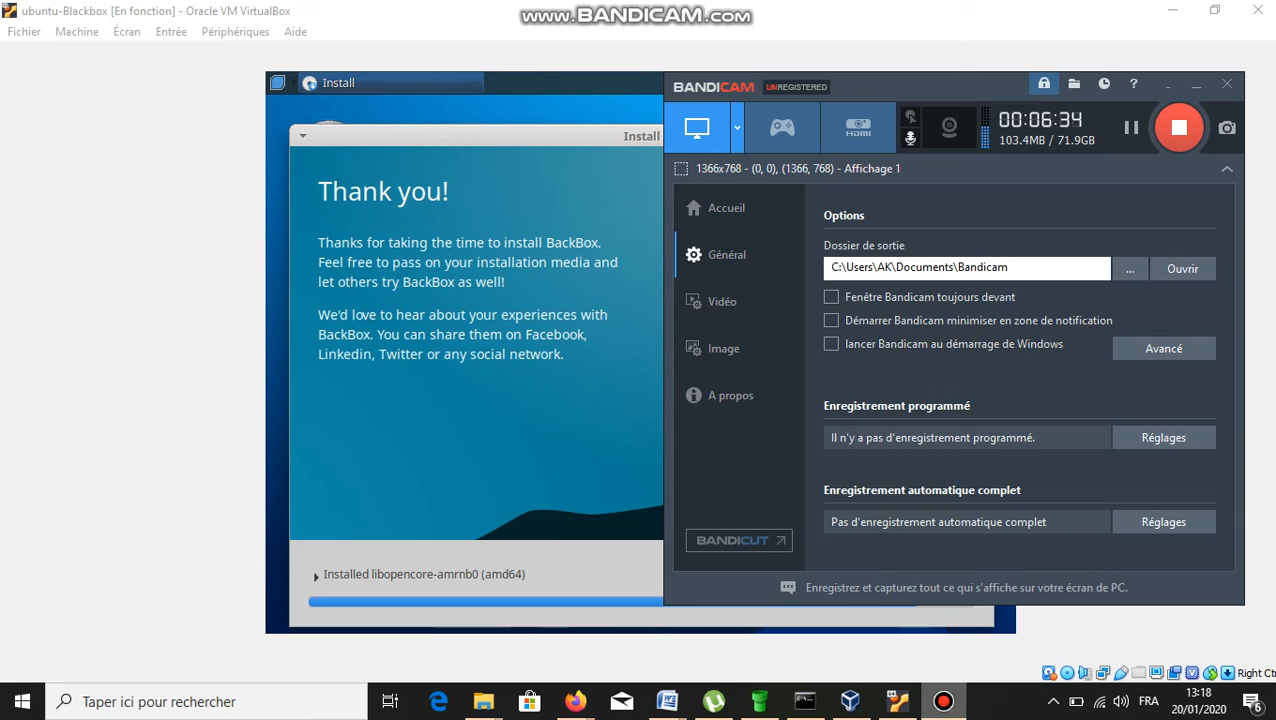 ubuntu-Blackbox [En fonction] - Oracle VM VirtualBox
www.BANDICAM.com
Fichier Machine Écran Entrée Périphériques Aide
Install
BANDICAM UNREGISTERED
HDMI
00:06:34
103.4MB / 71.9GB
Install
1366x768 - (0, 0), (1366, 768) - Affichage 1
Thank you!
Thanks for taking the time to install BackBox.
Feel free to pass on your installation media and
let others try BackBox as well!
We'd love to hear about your experiences with
BackBox. You can share them on Facebook,
Linkedin, Twitter or any social network.
Installed libopencore-amrnb0 (amd64)
Accueil
Général
Vidéo
Image
A propos
BANDICUT
Options
Dossier de sortie
C:\Users\AK\Documents\Bandicam
... Ouvrir
Fenêtre Bandicam toujours devant
Démarrer Bandicam minimiser en zone de notification
lancer Bandicam au démarrage de Windows
Avancé
Enregistrement programmé
Il n'y a pas d'enregistrement programmé. Réglages
Enregistrement automatique complet
Pas d'enregistrement automatique complet Réglages
Enregistrez et capturez tout ce qui s'affiche sur votre écran de PC.
Right Ct
Taper ici pour rechercher
FRA
13:18
20/01/2020
6